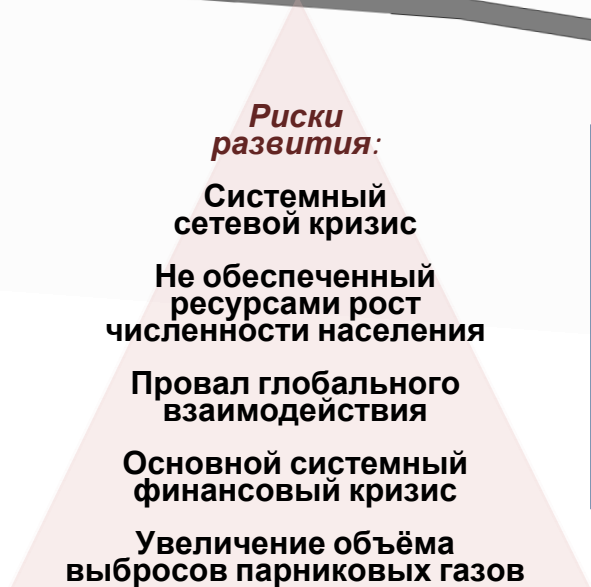 Риски
развития:
Системный
сетевой кризис
Не обеспеченный
ресурсами рост
численности населения
Провал глобального
взаимодействия
Основной системный
финансовый кризис
Увеличение объёма
выбросов парниковых газов